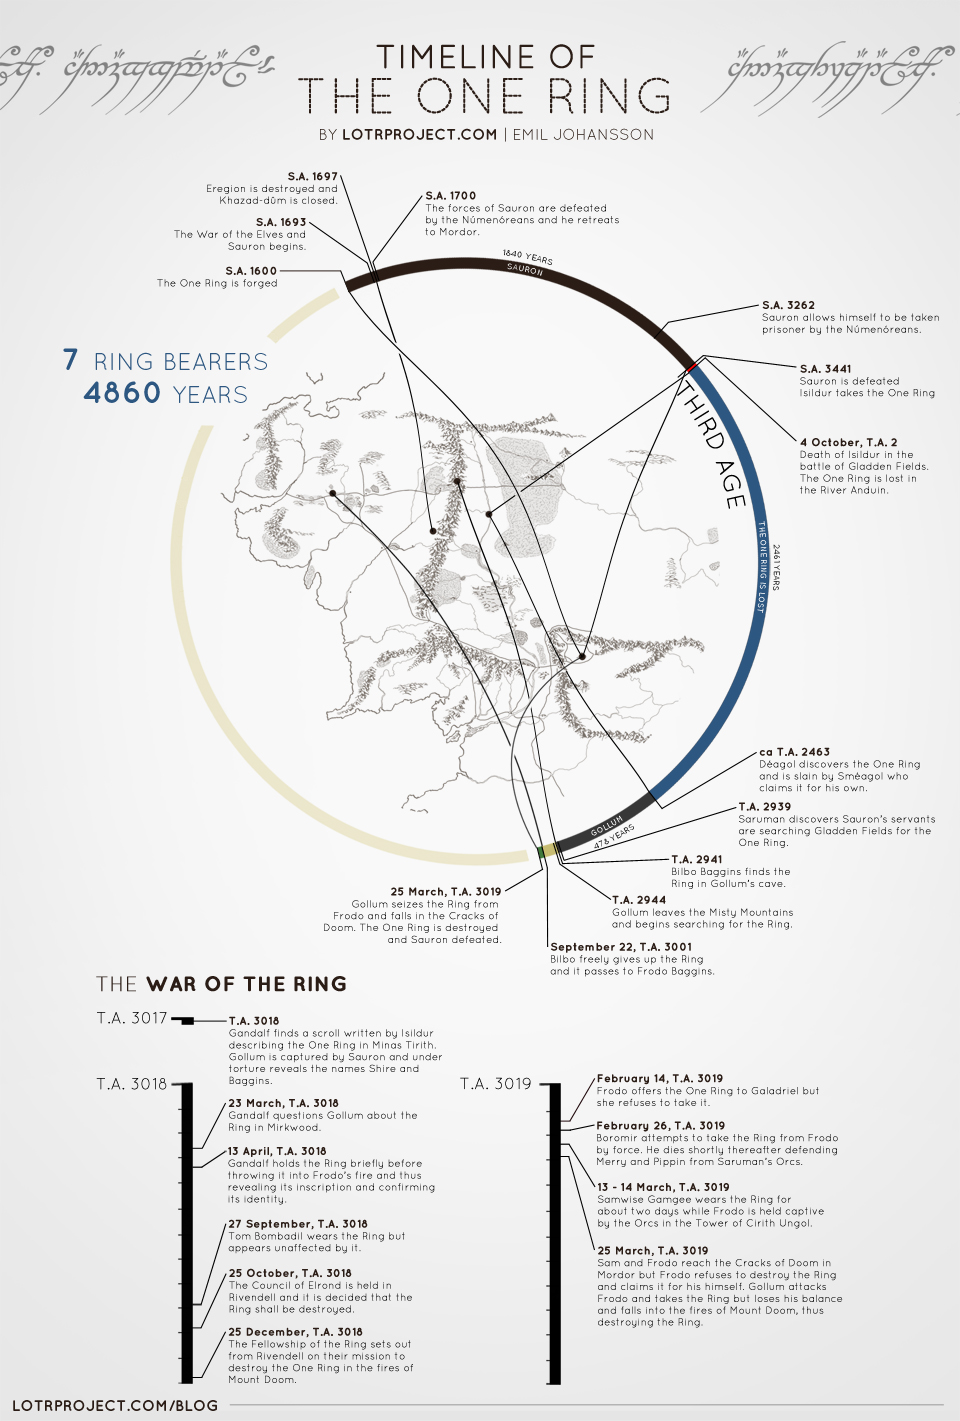 TIMELINE OF
THE ONE RING
BY LOTRPROJECT.COM | EMIL JOHANSSON
S.A. 1697
Eregion is destroyed and
Khazad-dûm is closed.
S.A. 1693
The War of the Elves and
Sauron begins.
S.A. 1600
The One Ring is forged
S.A. 1700
The forces of Sauron are defeated
by the Númenóreans and he retreats
to Mordor.
1840 YEARS
SAURON
S.A. 3262
Sauron allows himself to be taken
prisoner by the Númenóreans.
7 RING BEARERS
4860 YEARS
S.A. 3441
Sauron is defeated
Isildur takes the One Ring
THIRD AGE
4 October, T.A. 2
Death of Isildur in the
battle of Gladden Fields.
The One Ring is lost in
the River Anduin.
THE ONE RING IS LOST
2461 YEARS
ca T.A. 2463
Déagol discovers the One Ring
and is slain by Sméagol who
claims it for his own.
GOLLUM
478 YEARS
T.A. 2939
Saruman discovers Sauron's servants
are searching Gladden Fields for the
One Ring.
T.A. 2941
Bilbo Baggins finds the
Ring in Gollum's cave.
T.A. 2944
Gollum leaves the Misty Mountains
and begins searching for the Ring.
25 March, T.A. 3019
Gollum seizes the Ring from
Frodo and falls in the Cracks of
Doom. The One Ring is destroyed
and Sauron defeated.
September 22, T.A. 3001
Bilbo freely gives up the Ring
and it passes to Frodo Baggins.
THE WAR OF THE RING
T.A. 3017
T.A. 3018
Gandalf finds a scroll written by Isildur
describing the One Ring in Minas Tirith.
Gollum is captured by Sauron and under
torture reveals the names Shire and
Baggins.
T.A. 3018
23 March, T.A. 3018
Gandalf questions Gollum about the
Ring in Mirkwood.
13 April, T.A. 3018
Gandalf holds the Ring briefly before
throwing it into Frodo's fire and thus
revealing its inscription and confirming
its identity.
27 September, T.A. 3018
Tom Bombadil wears the Ring but
appears unaffected by it.
25 October, T.A. 3018
The Council of Elrond is held in
Rivendell and it is decided that the
Ring shall be destroyed.
25 December, T.A. 3018
The Fellowship of the Ring sets out
from Rivendell on their mission to
destroy the One Ring in the fires of
Mount Doom.
T.A. 3019
February 14, T.A. 3019
Frodo offers the One Ring to Galadriel but
she refuses to take it.
February 26, T.A. 3019
Boromir attempts to take the Ring from Frodo
by force. He dies shortly thereafter defending
Merry and Pippin from Saruman's Orcs.
13 - 14 March, T.A. 3019
Samwise Gamgee wears the Ring for
about two days while Frodo is held captive
by the Orcs in the Tower of Cirith Ungol.
25 March, T.A. 3019
Sam and Frodo reach the Cracks of Doom in
Mordor but Frodo refuses to destroy the Ring
and claims it for his himself. Gollum attacks
Frodo and takes the Ring but loses his balance
and falls into the fires of Mount Doom, thus
destroying the Ring.
LOTRPROJECT.COM/BLOG